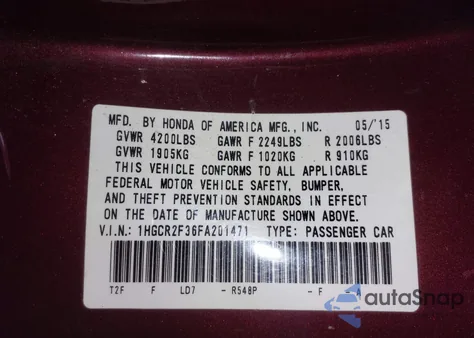 MFD. BY HONDA OF AMERICA MFG., INC. 05/'15
GVWR 4200LBS GAWR F 2249LBS R 2006LBS
GVWR 1905KG GAWR F 1020KG R 910KG
THIS VEHICLE CONFORMS TO ALL APPLICABLE
FEDERAL MOTOR VEHICLE SAFETY, BUMPER,
AND THEFT PREVENTION STANDARDS IN EFFECT
ON THE DATE OF MANUFACTURE SHOWN ABOVE.
V.I.N.: 1HGCR2F36FA201471 TYPE: PASSENGER CAR
T2F F LD7 - R548P - F
autaSnap